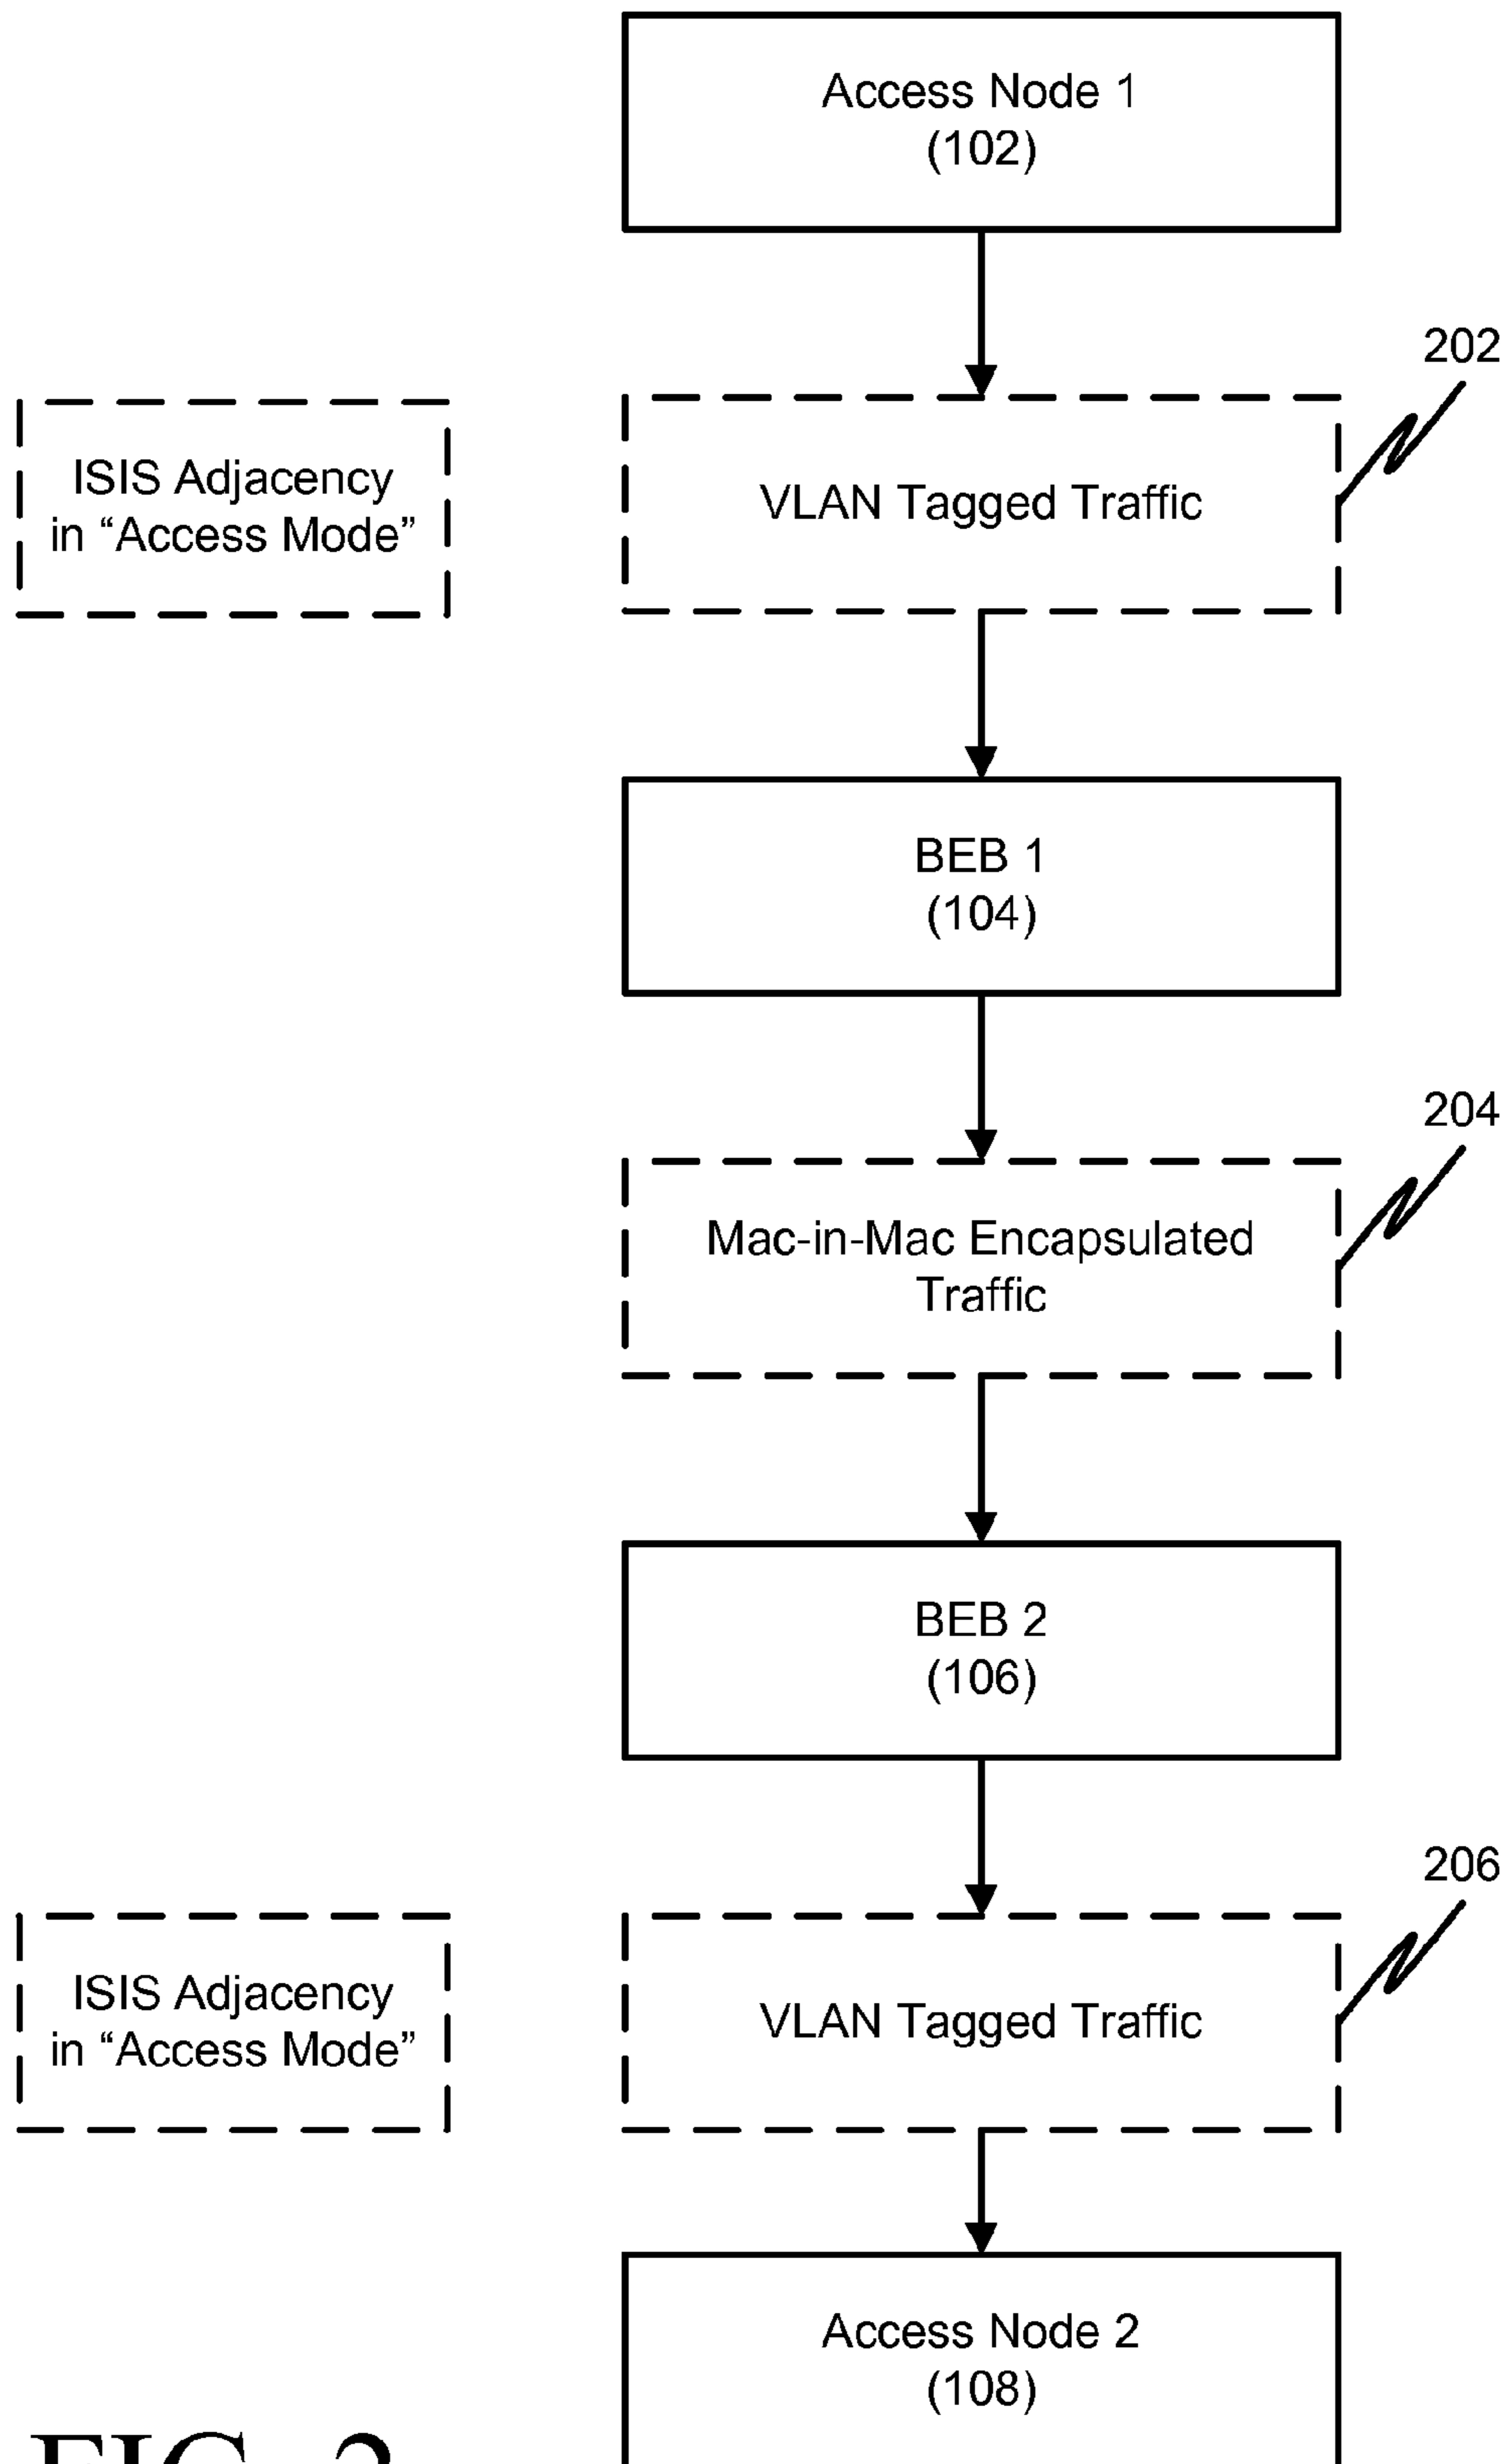 Access Node 1
(102)
202
ISIS Adjacency
in “Access Mode”
VLAN Tagged Traffic
BEB 1
(104)
204
Mac-in-Mac Encapsulated
Traffic
BEB 2
(106)
206
ISIS Adjacency
in “Access Mode”
VLAN Tagged Traffic
Access Node 2
(108)